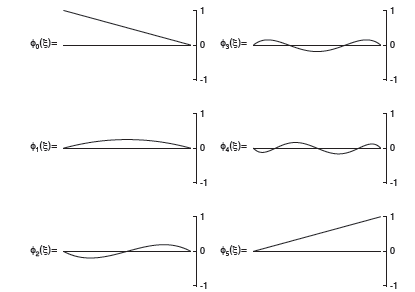 ϕ₀(ξ)= 1 0 -1
ϕ₃(ξ)= 1 0 -1
ϕ₁(ξ)= 1 0 -1
ϕ₄(ξ)= 1 0 -1
ϕ₂(ξ)= 1 0 -1
ϕ₅(ξ)= 1 0 -1